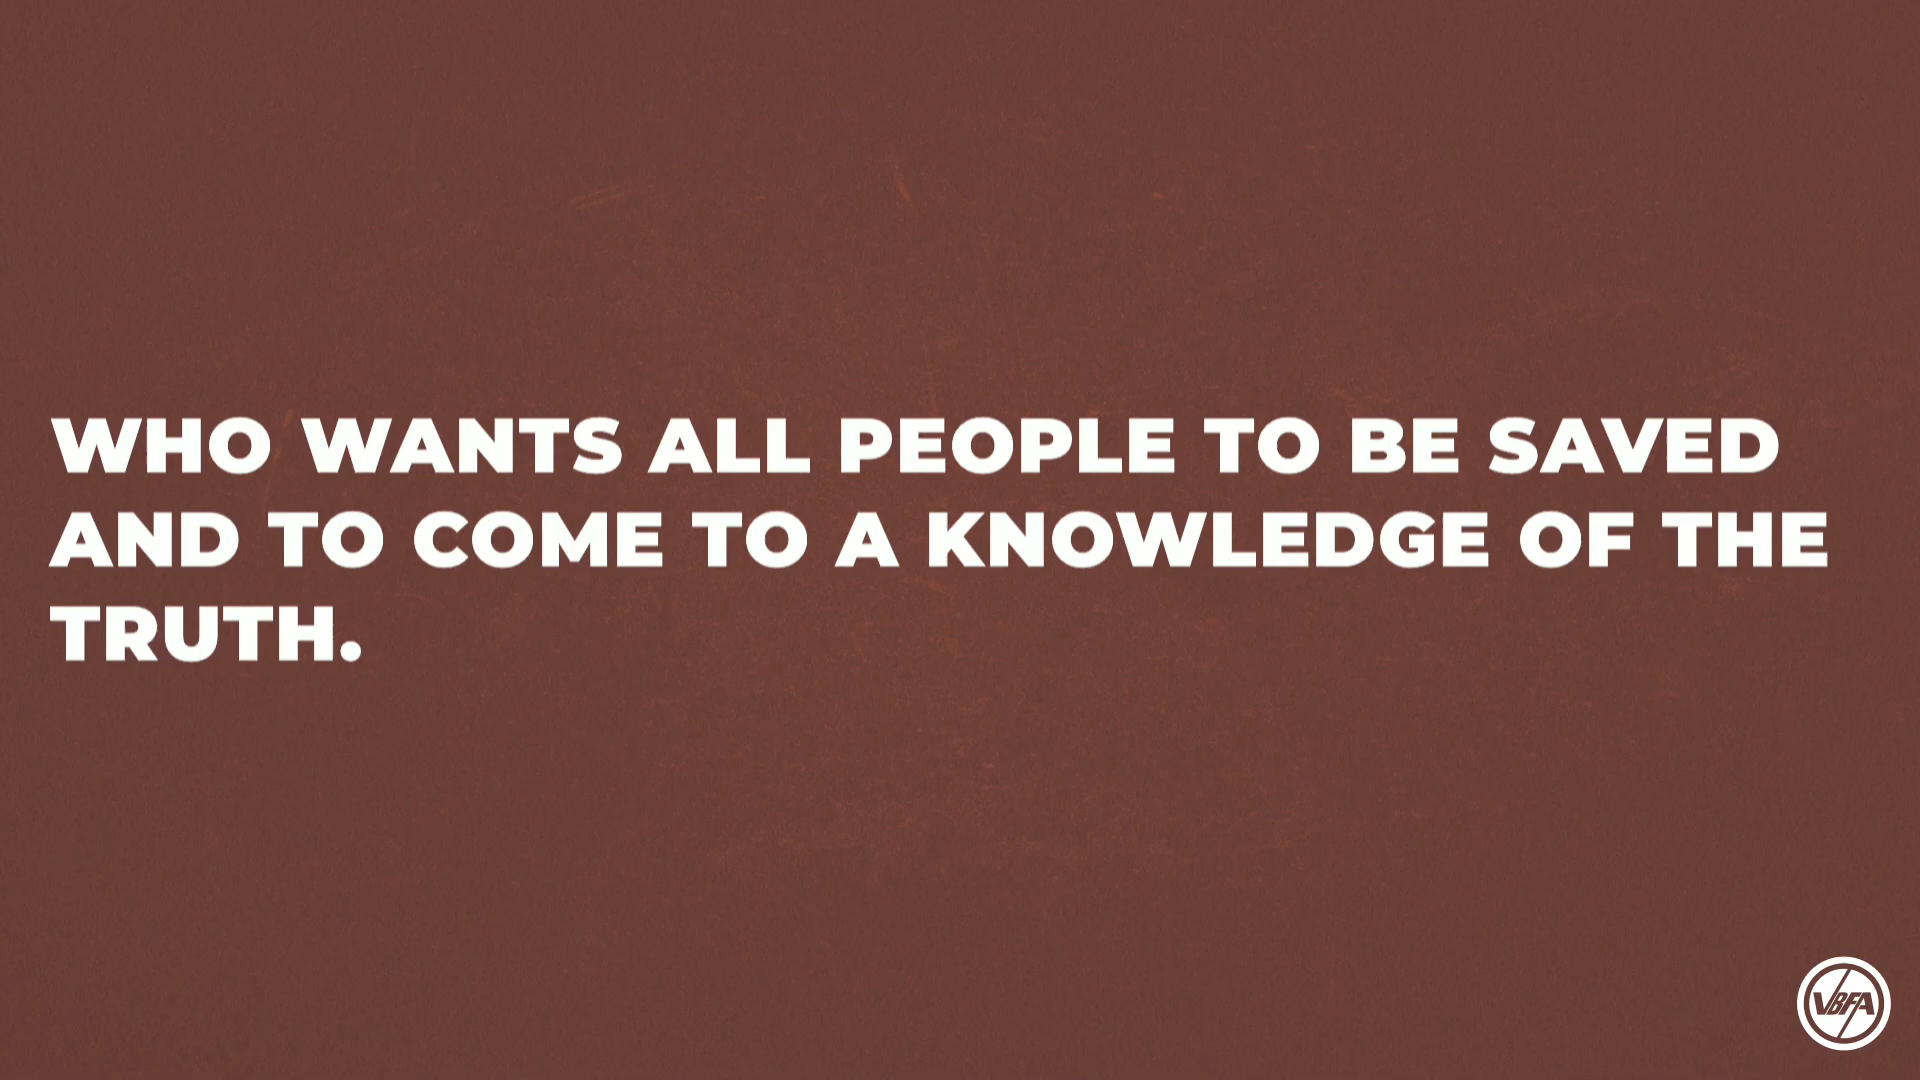 WHO WANTS ALL PEOPLE TO BE SAVED
AND TO COME TO A KNOWLEDGE OF THE
TRUTH.
VBFA